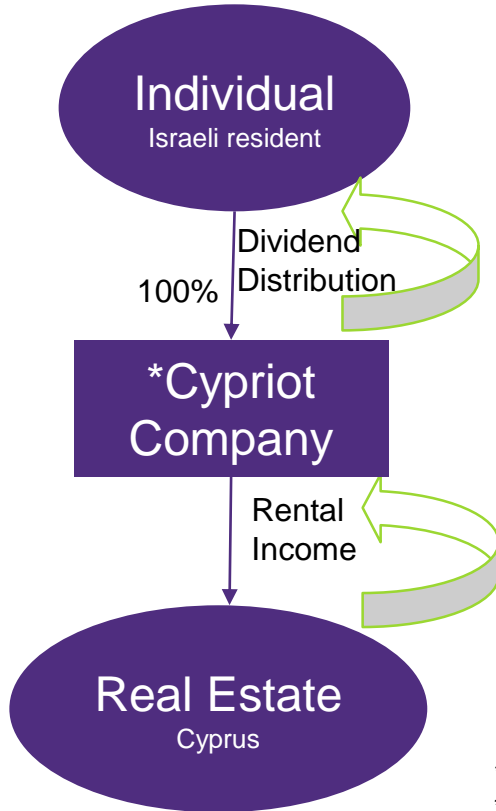 Individual
Israeli resident
Dividend
Distribution
100%
*Cypriot
Company
Rental
Income
Real Estate
Cyprus